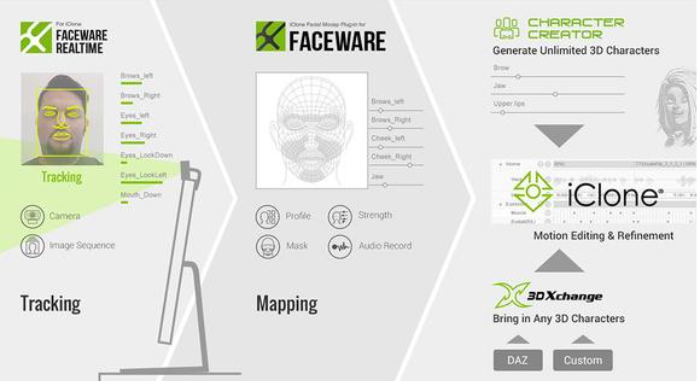 For iClone
FACEWARE
REALTIME
Brows_left
Brows_Right
Eyes_left
Eyes_Right
Eyes_LockDown
Eyes_LockLeft
Mouth_Down
Tracking
Camera
Image Sequence
Tracking
iClone Facial Mocap Plugin for
FACEWARE
Brows_left
Brows_Right
Cheek_left
Cheek_Right
Jaw
Profile
Strength
Mask
Audio Record
Mapping
CHARACTER
CREATOR
Generate Unlimited 3D Characters
Brow
Jaw
Upper lips
iClone®
Motion Editing & Refinement
3DXchange
Bring in Any 3D Characters
DAZ
Custom